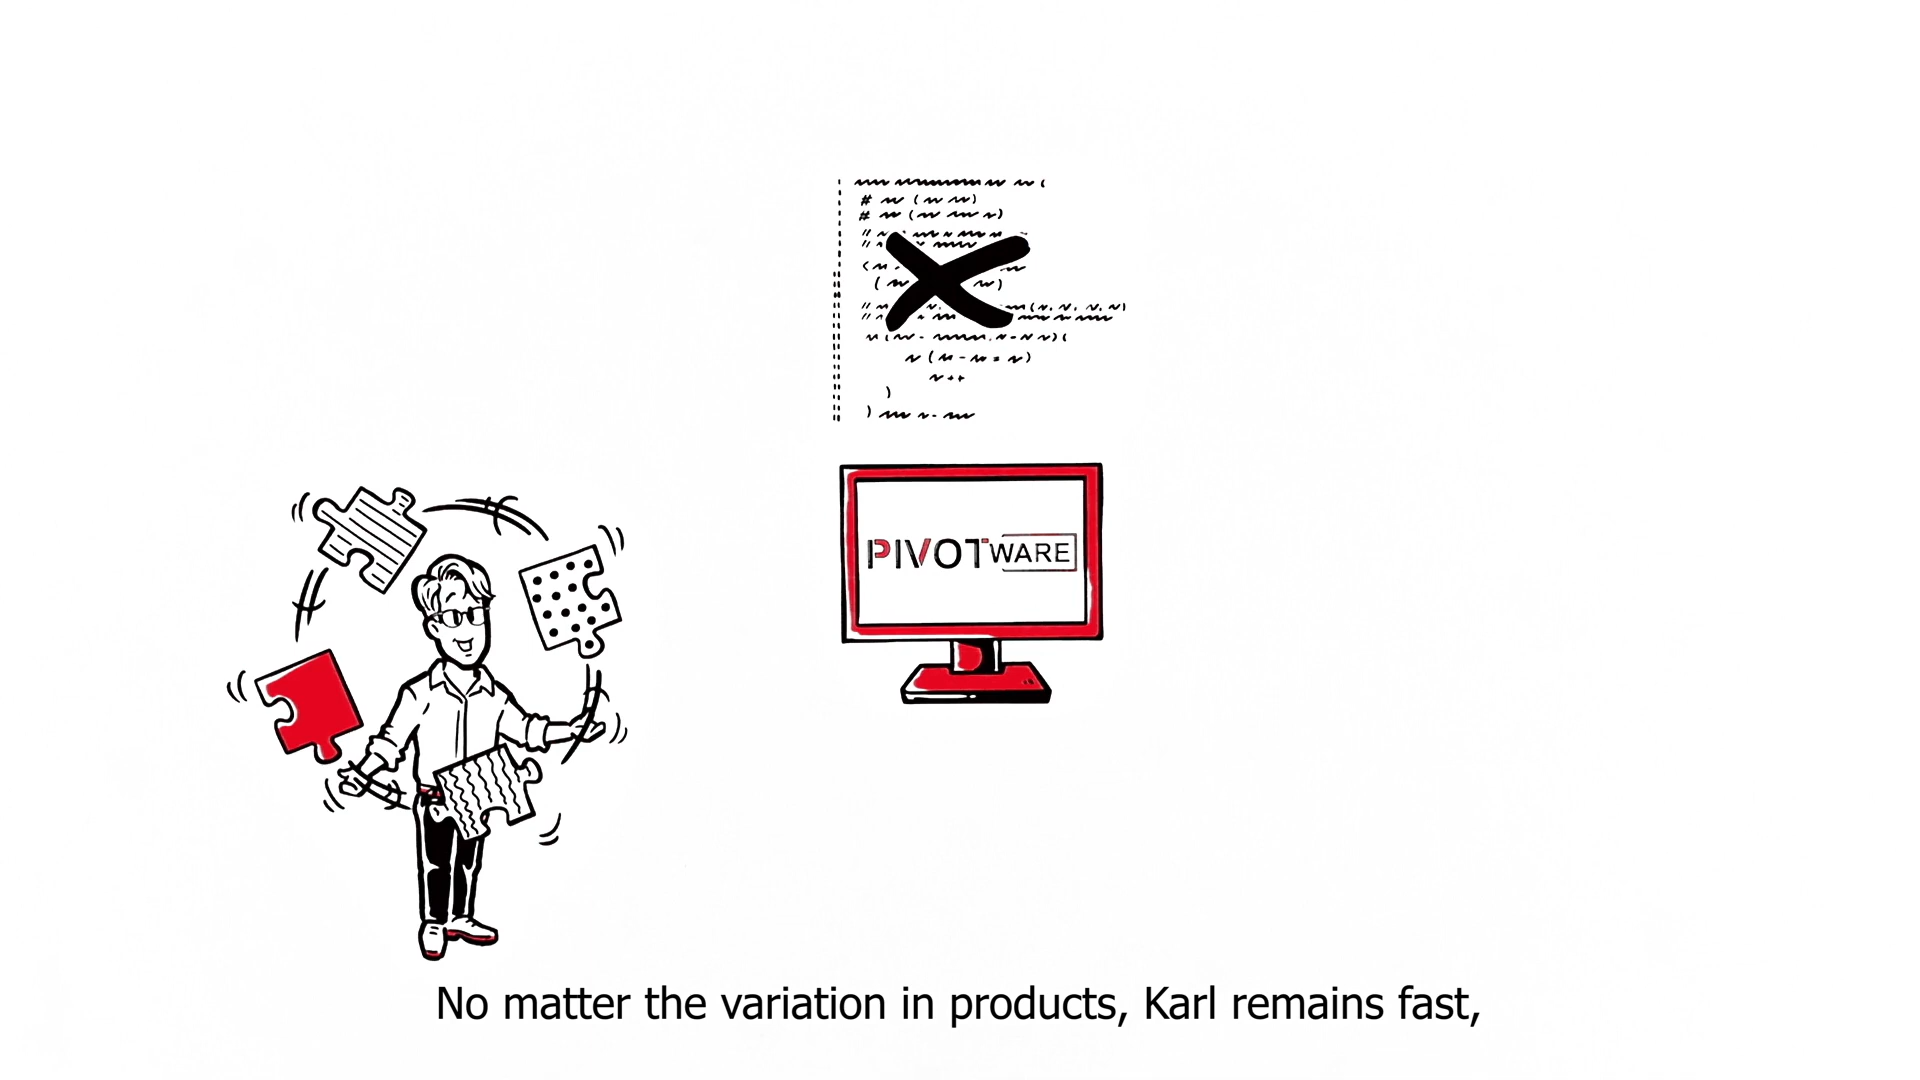 PIVOTWARE
No matter the variation in products, Karl remains fast,